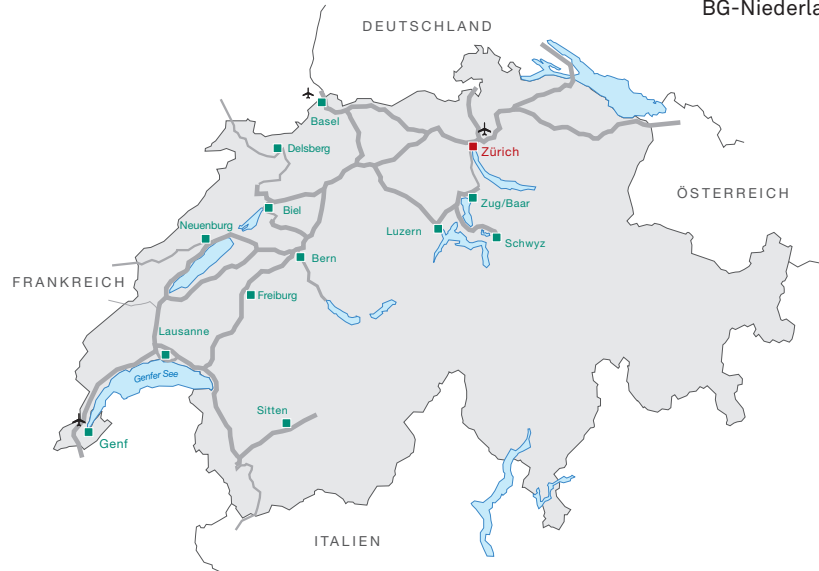 BG-Niederla
DEUTSCHLAND
Basel
Delsberg
Zürich
ÖSTERREICH
Zug/Baar
Biel
Neuenburg
Luzern
Schwyz
Bern
FRANKREICH
Freiburg
Lausanne
Genfer See
Sitten
Genf
ITALIEN